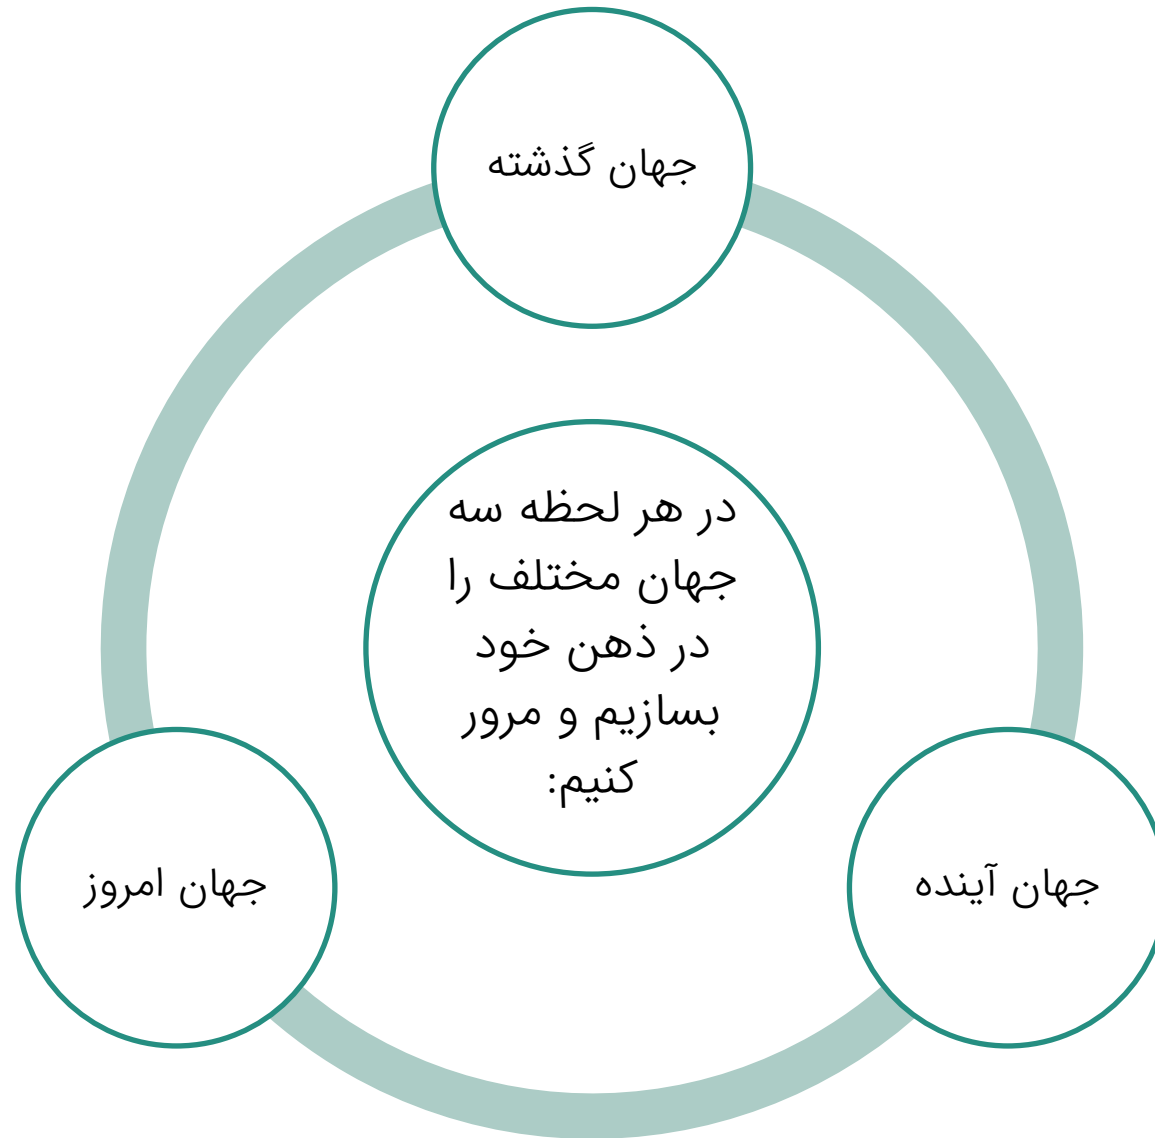 جهان گذشته
در هر لحظه سه
جهان مختلف را
در ذهن خود
بسازیم و مرور
کنیم:
جهان آینده
جهان امروز